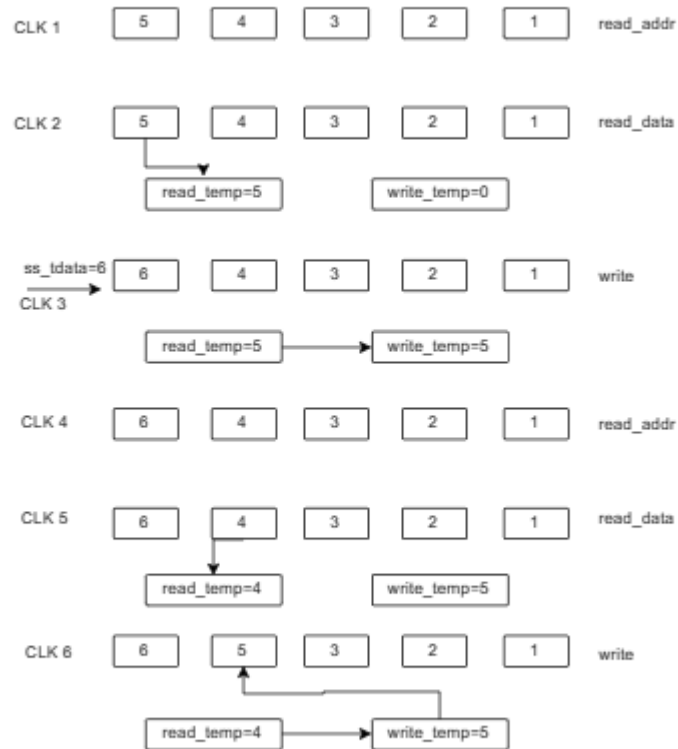 CLK 1 5 4 3 2 1 read_addr
CLK 2 5 4 3 2 1 read_data
read_temp=5 write_temp=0
ss_tdata=6
6 4 3 2 1 write
CLK 3
read_temp=5 write_temp=5
CLK 4 6 4 3 2 1 read_addr
CLK 5 6 4 3 2 1 read_data
read_temp=4 write_temp=5
CLK 6 6 5 3 2 1 write
read_temp=4 write_temp=5